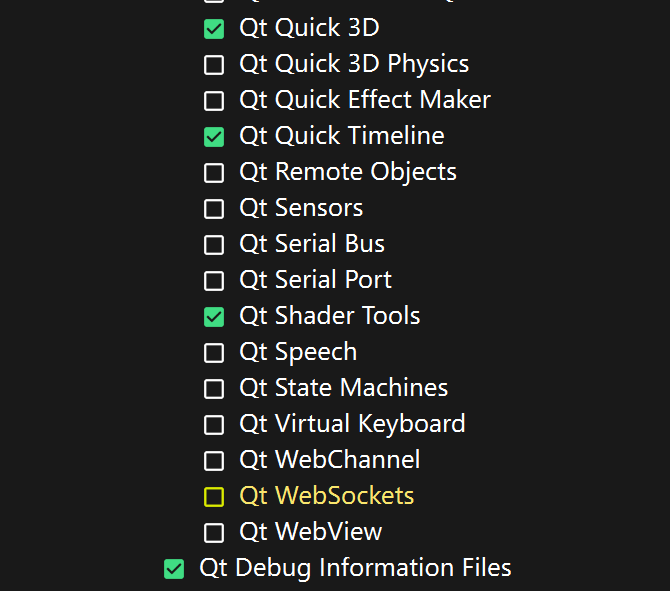 Qt Quick 3D
Qt Quick 3D Physics
Qt Quick Effect Maker
Qt Quick Timeline
Qt Remote Objects
Qt Sensors
Qt Serial Bus
Qt Serial Port
Qt Shader Tools
Qt Speech
Qt State Machines
Qt Virtual Keyboard
Qt WebChannel
Qt WebSockets
Qt WebView
Qt Debug Information Files